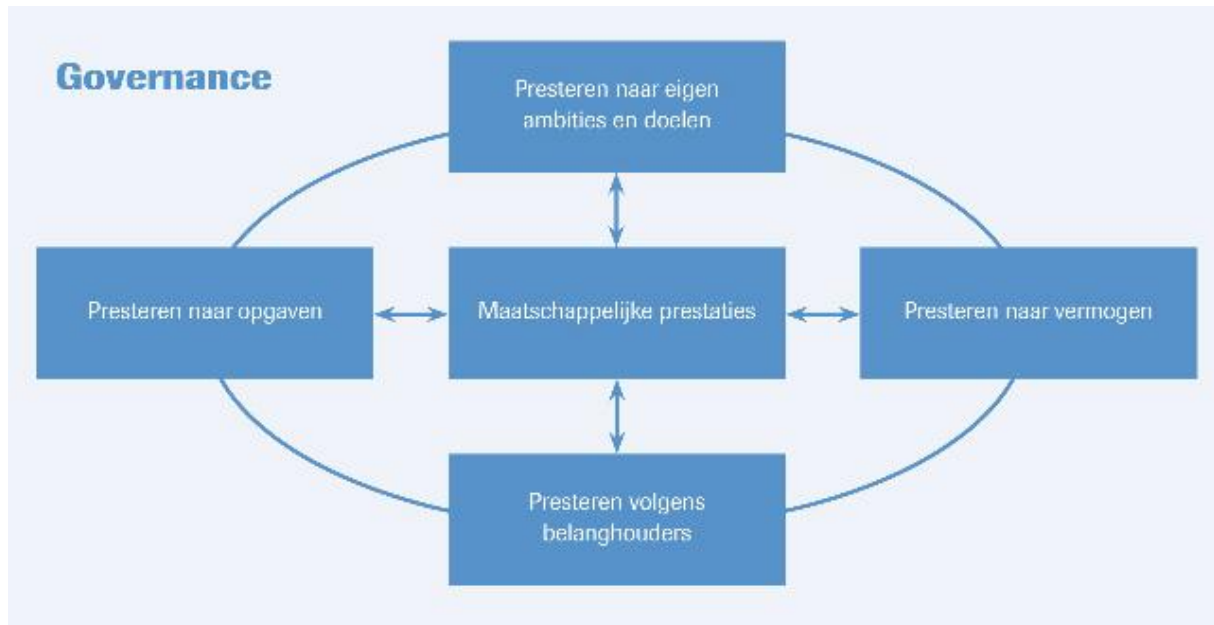 Governance
Presteren naar eigen
ambities en doelen
Presteren naar opgaven
Maatschappelijke prestaties
Presteren naar vermogen
Presteren volgens
belanghouders